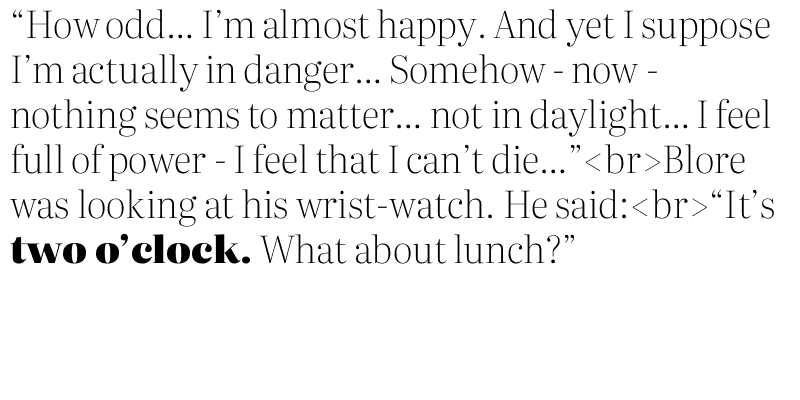 “How odd... I’m almost happy. And yet I suppose
I’m actually in danger... Somehow - now -
nothing seems to matter... not in daylight... I feel
full of power - I feel that I can’t die...”<br>Blore
was looking at his wrist-watch. He said:<br>“It’s
two o’clock. What about lunch?”